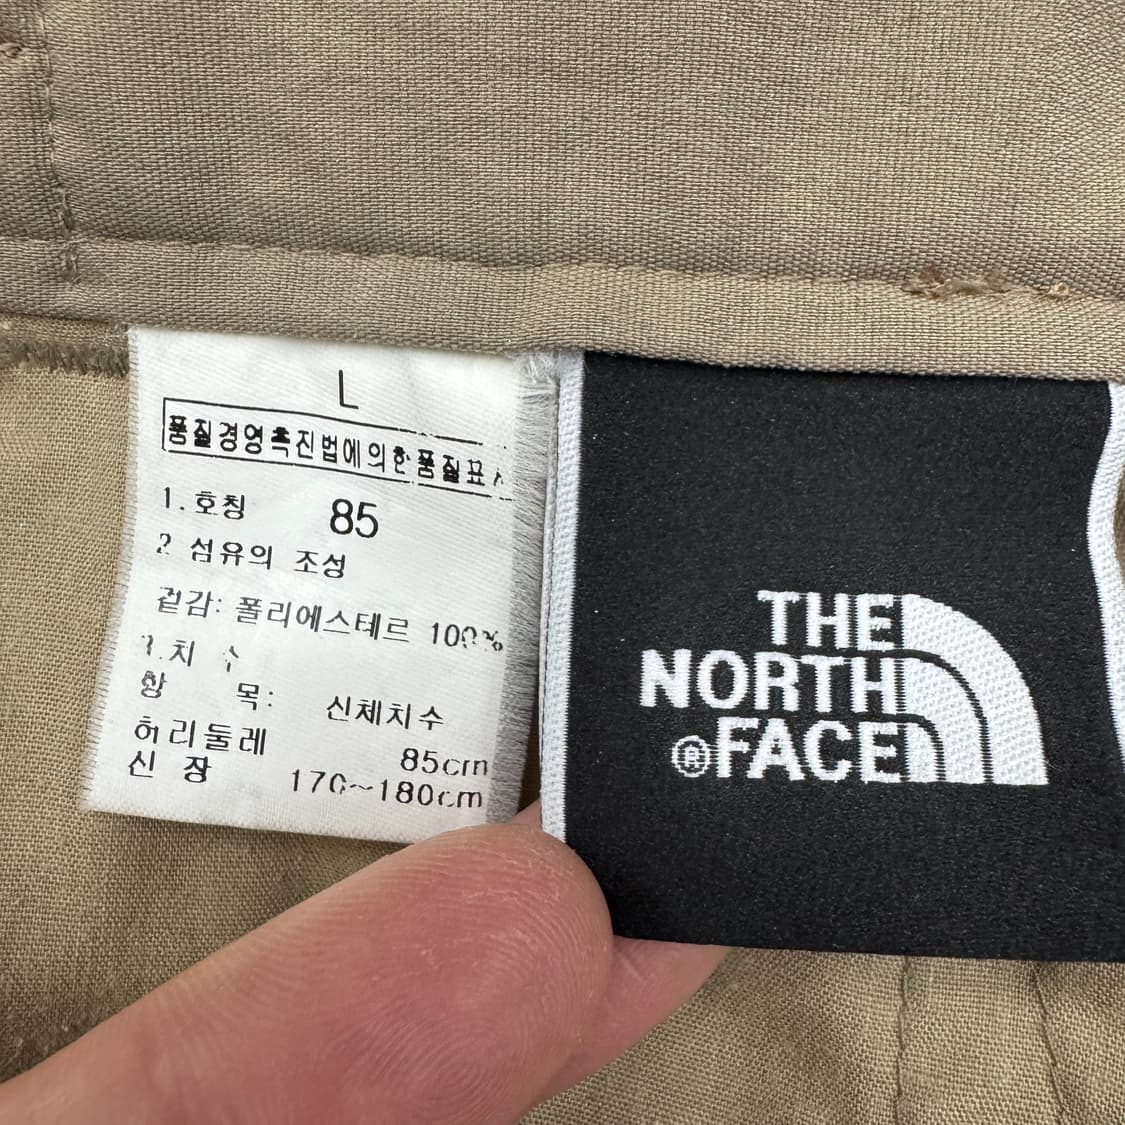 L
품질경영촉진법에의한품질표
1. 호칭 85
2 섬유의 조성
겉감: 폴리에스테르 100%
3.치 수
항 목: 신체치수
허리둘레 85cm
신 장 170~180cm
THE
NORTH
®FACE